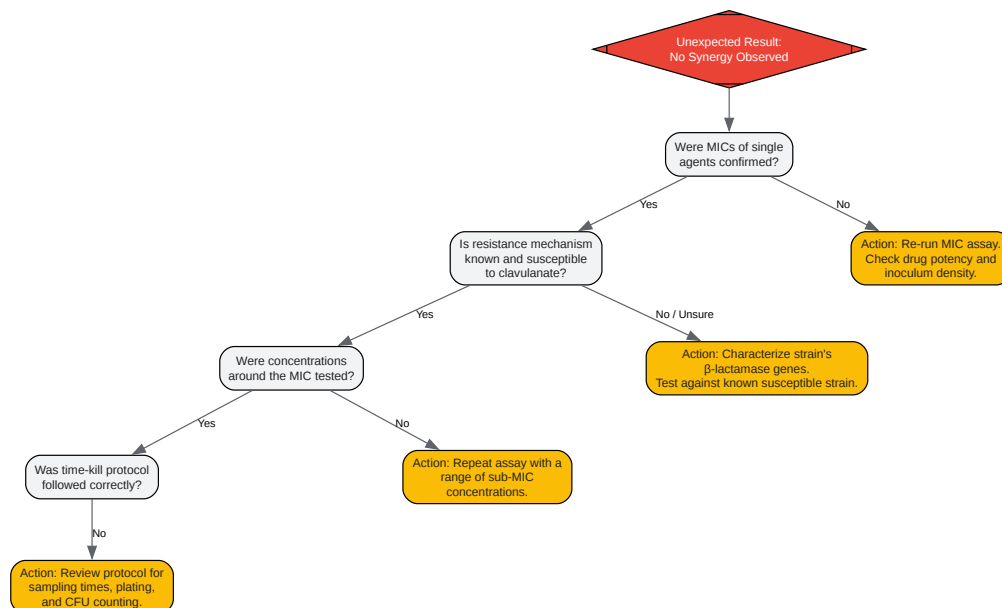 Unexpected Result:
No Synergy Observed
Were MICs of single
agents confirmed?
Yes
No
Is resistance mechanism
known and susceptible
to clavulanate?
Action: Re-run MIC assay.
Check drug potency and
inoculum density.
Yes
No / Unsure
Were concentrations
around the MIC tested?
Action: Characterize strain's
β-lactamase genes.
Test against known susceptible strain.
Yes
No
Was time-kill protocol
followed correctly?
Action: Repeat assay with a
range of sub-MIC
concentrations.
No
Action: Review protocol for
sampling times, plating,
and CFU counting.